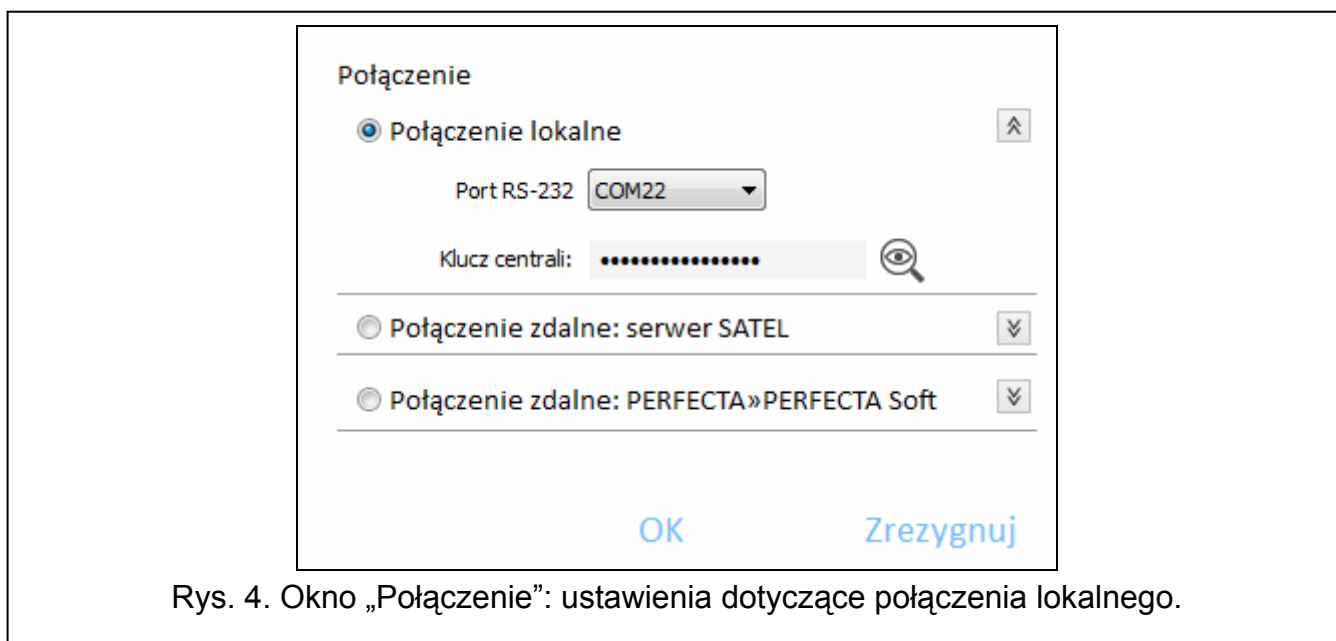 Połączenie
Połączenie lokalne
Port RS-232 COM22
Klucz centrali: ••••••••••••••••
Połączenie zdalne: serwer SATEL
Połączenie zdalne: PERFECTA»PERFECTA Soft
OK Zrezygnuj
Rys. 4. Okno „Połączenie”: ustawienia dotyczące połączenia lokalnego.